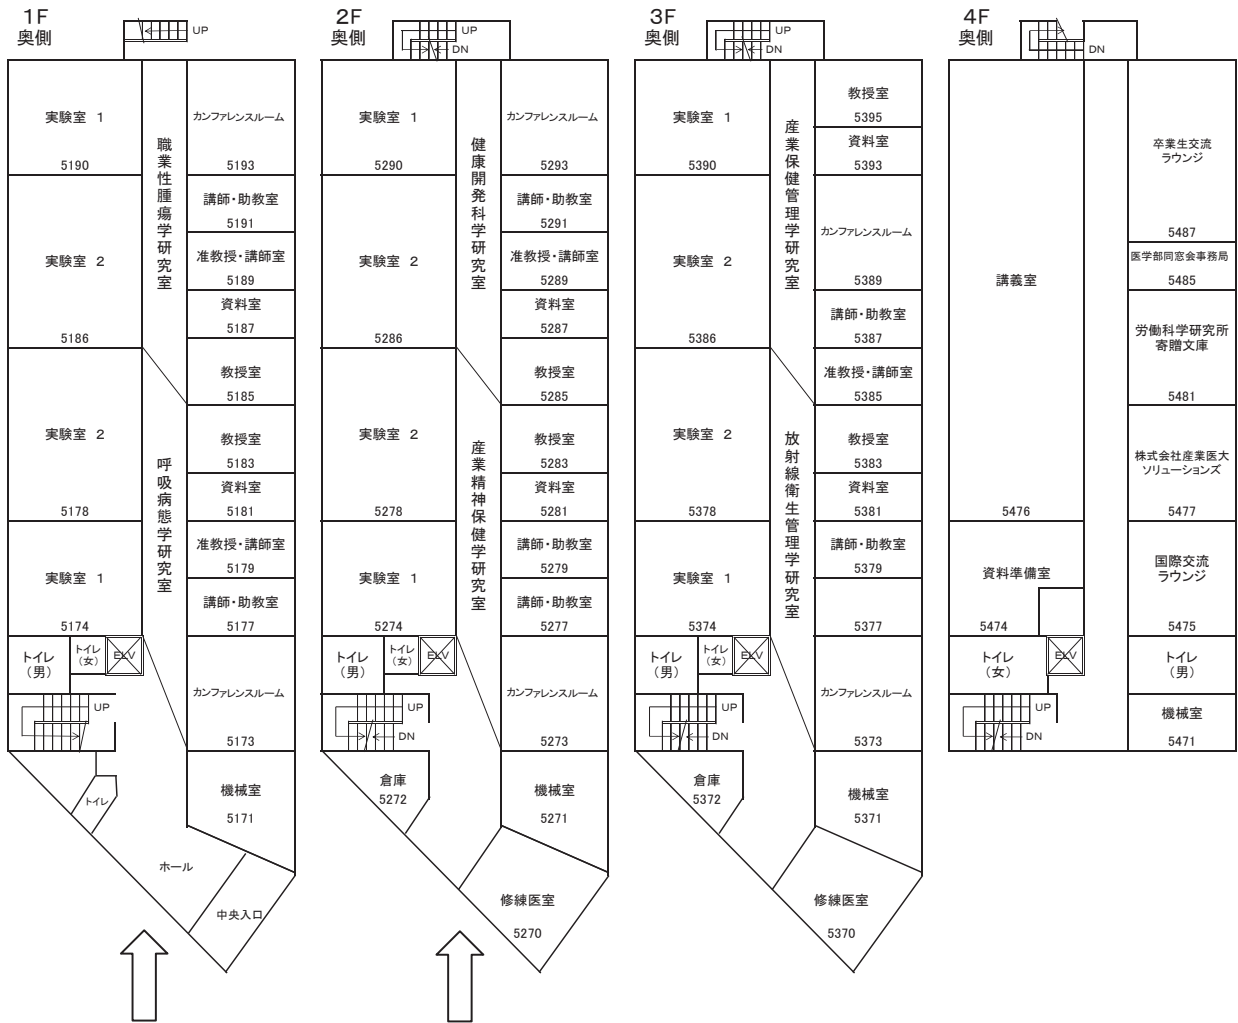 1F
奥側
UP
実験室 1
5190
職業性腫瘍学研究室
カンファレンスルーム
5193
講師・助教室
5191
実験室 2
5186
准教授・講師室
5189
資料室
5187
教授室
5185
実験室 2
5178
呼吸病態学研究室
教授室
5183
資料室
5181
実験室 1
5174
准教授・講師室
5179
講師・助教室
5177
トイレ
（男）
トイレ
（女）
ELV
カンファレンスルーム
5173
UP
トイレ
機械室
5171
ホール
中央入口
2F
奥側
UP
DN
実験室 1
5290
健康開発科学研究室
カンファレンスルーム
5293
講師・助教室
5291
実験室 2
5286
准教授・講師室
5289
資料室
5287
教授室
5285
実験室 2
5278
産業精神保健学研究室
教授室
5283
資料室
5281
実験室 1
5274
講師・助教室
5279
講師・助教室
5277
トイレ
（男）
トイレ
（女）
ELV
カンファレンスルーム
5273
UP
DN
倉庫
5272
機械室
5271
修練医室
5270
3F
奥側
UP
DN
実験室 1
5390
産業保健管理学研究室
教授室
5395
資料室
5393
実験室 2
5386
カンファレンスルーム
5389
講師・助教室
5387
准教授・講師室
5385
実験室 2
5378
放射線衛生管理学研究室
教授室
5383
資料室
5381
実験室 1
5374
講師・助教室
5379
5377
トイレ
（男）
トイレ
（女）
ELV
カンファレンスルーム
5373
UP
DN
倉庫
5372
機械室
5371
修練医室
5370
4F
奥側
DN
講義室
5476
卒業生交流
ラウンジ
5487
医学部同窓会事務局
5485
労働科学研究所
寄贈文庫
5481
株式会社産業医大
ソリューションズ
5477
資料準備室
5474
国際交流
ラウンジ
5475
トイレ
（女）
ELV
トイレ
（男）
UP
DN
機械室
5471